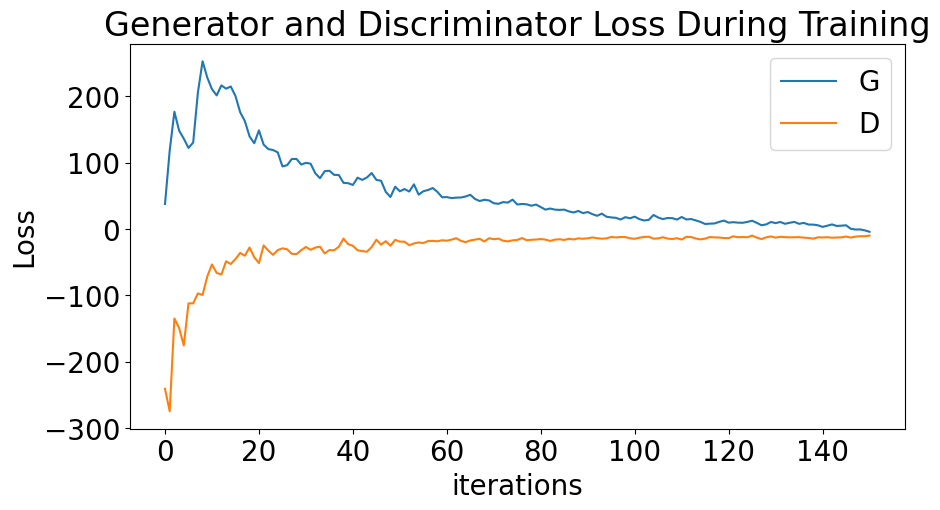 Generator and Discriminator Loss During Training
G
D
Loss
200
100
0
−100
−200
−300
0 20 40 60 80 100 120 140
iterations